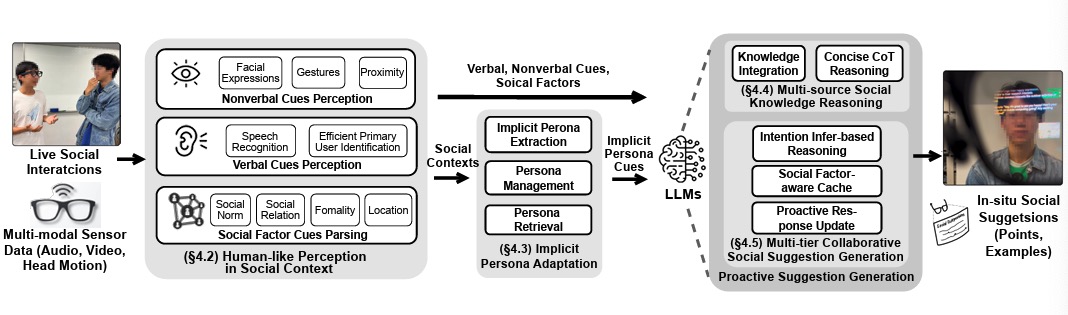 Live Social
Interatcions
Multi-modal Sensor
Data (Audio, Video,
Head Motion)
Facial
Expressions
Gestures
Proximity
Nonverbal Cues Perception
Speech
Recognition
Efficient Primary
User Identification
Verbal Cues Perception
Social
Norm
Social
Relation
Fomality
Location
Social Factor Cues Parsing
(§4.2) Human-like Perception
in Social Context
Verbal, Nonverbal Cues,
Soical Factors
Social
Contexts
Implicit Perona
Extraction
Persona
Management
Persona
Retrieval
(§4.3) Implicit
Persona Adaptation
Implicit
Persona
Cues
LLMs
Knowledge
Integration
Concise CoT
Reasoning
(§4.4) Multi-source Social
Knowledge Reasoning
Intention Infer-based
Reasoning
Social Factor-
aware Cache
Proactive Res-
ponse Update
(§4.5) Multi-tier Collaborative
Social Suggestion Generation
Proactive Suggestion Generation
In-situ Social
Suggetsions
(Points,
Examples)